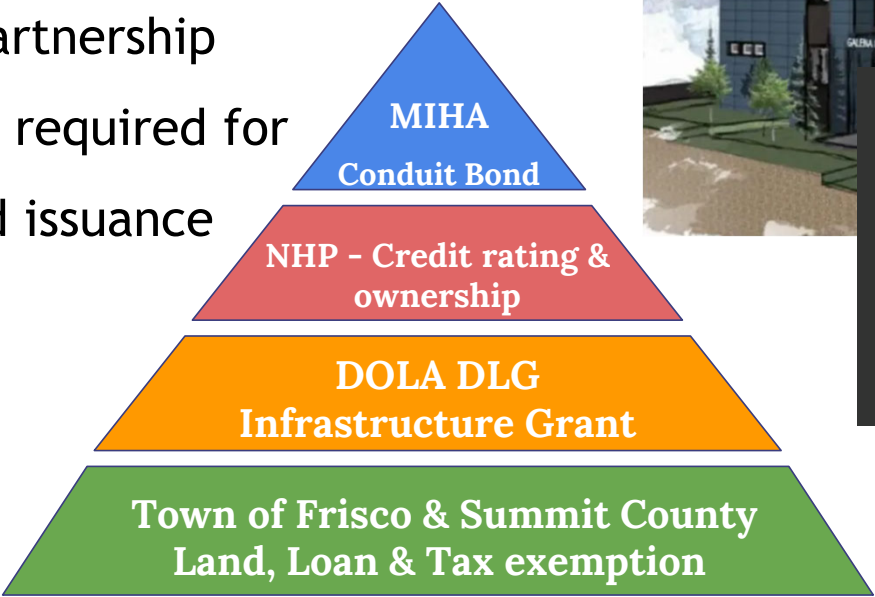 artnership
required for
d issuance
MIHA
Conduit Bond
NHP - Credit rating &
ownership
DOLA DLG
Infrastructure Grant
Town of Frisco & Summit County
Land, Loan & Tax exemption
GALENA